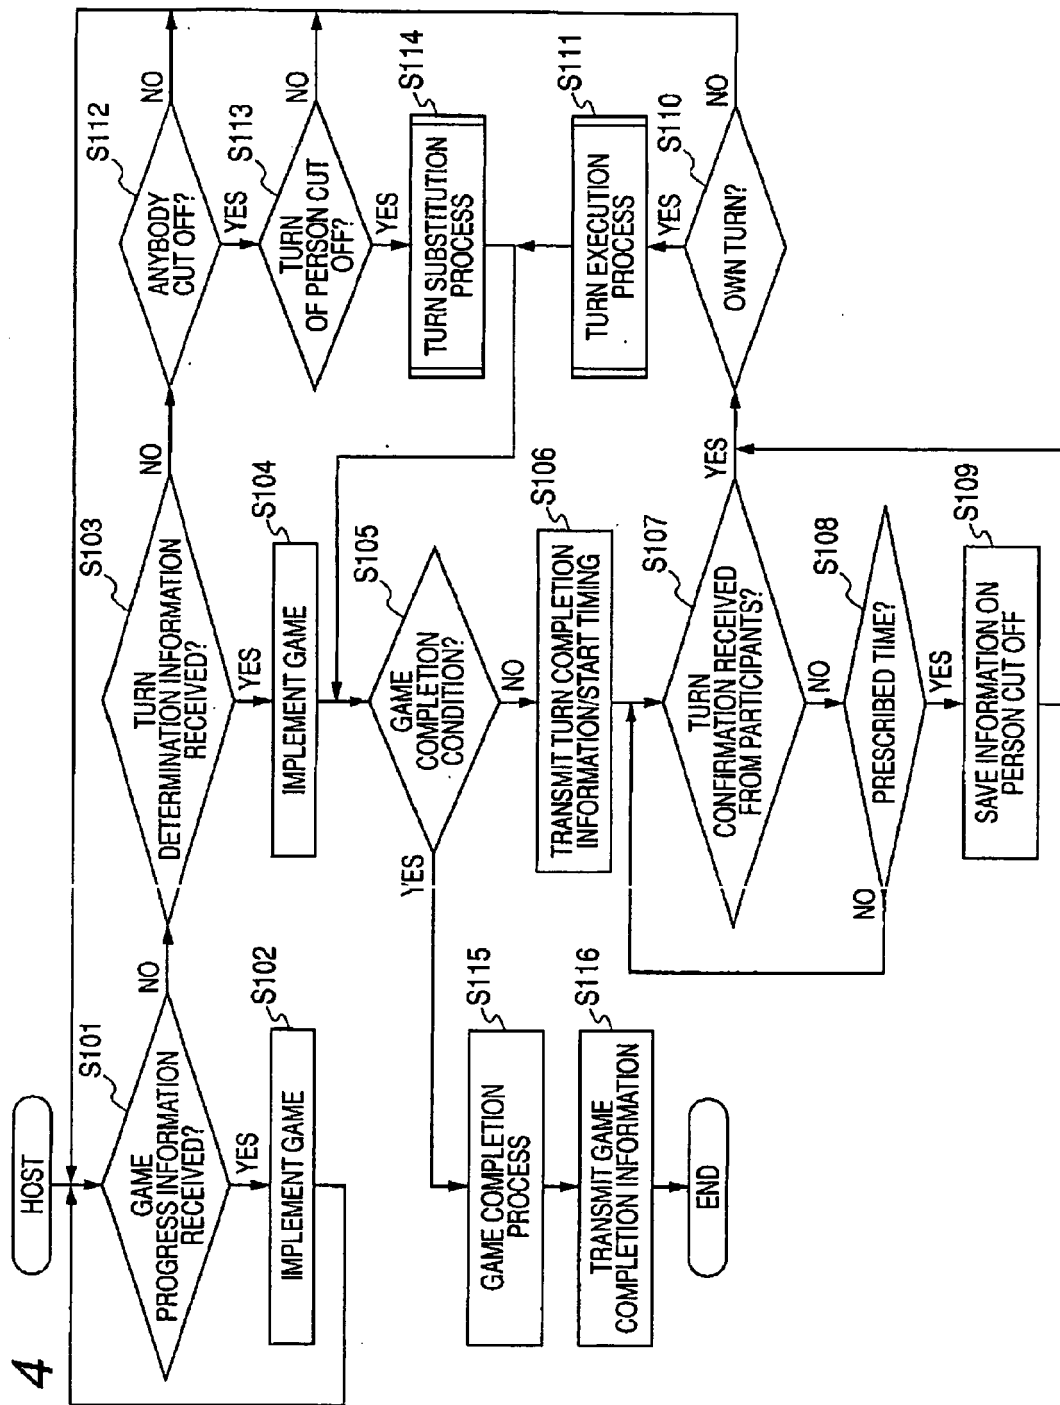 4
HOST
S101
GAME
PROGRESS INFORMATION
RECEIVED?
NO
YES
S102
IMPLEMENT GAME
S103
TURN
DETERMINATION INFORMATION
RECEIVED?
NO
YES
S104
IMPLEMENT GAME
S105
GAME
COMPLETION
CONDITION?
YES
NO
S106
TRANSMIT TURN COMPLETION
INFORMATION/START TIMING
S107
TURN
CONFIRMATION RECEIVED
FROM PARTICIPANTS?
YES
NO
S108
PRESCRIBED TIME?
NO
YES
S109
SAVE INFORMATION ON
PERSON CUT OFF
S110
OWN TURN?
NO
YES
S111
TURN EXECUTION
PROCESS
S112
ANYBODY
CUT OFF?
NO
YES
S113
TURN
OF PERSON CUT
OFF?
NO
YES
S114
TURN SUBSTITUTION
PROCESS
S115
GAME COMPLETION
PROCESS
S116
TRANSMIT GAME
COMPLETION INFORMATION
END